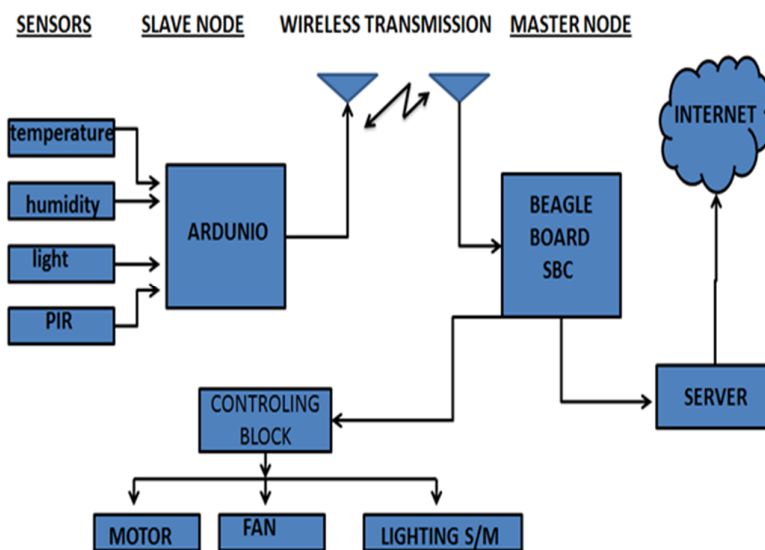 SENSORS
SLAVE NODE
WIRELESS TRANSMISSION
MASTER NODE
temperature
humidity
light
PIR
ARDUNIO
BEAGLE
BOARD
SBC
INTERNET
SERVER
CONTROLING
BLOCK
MOTOR
FAN
LIGHTING S/M